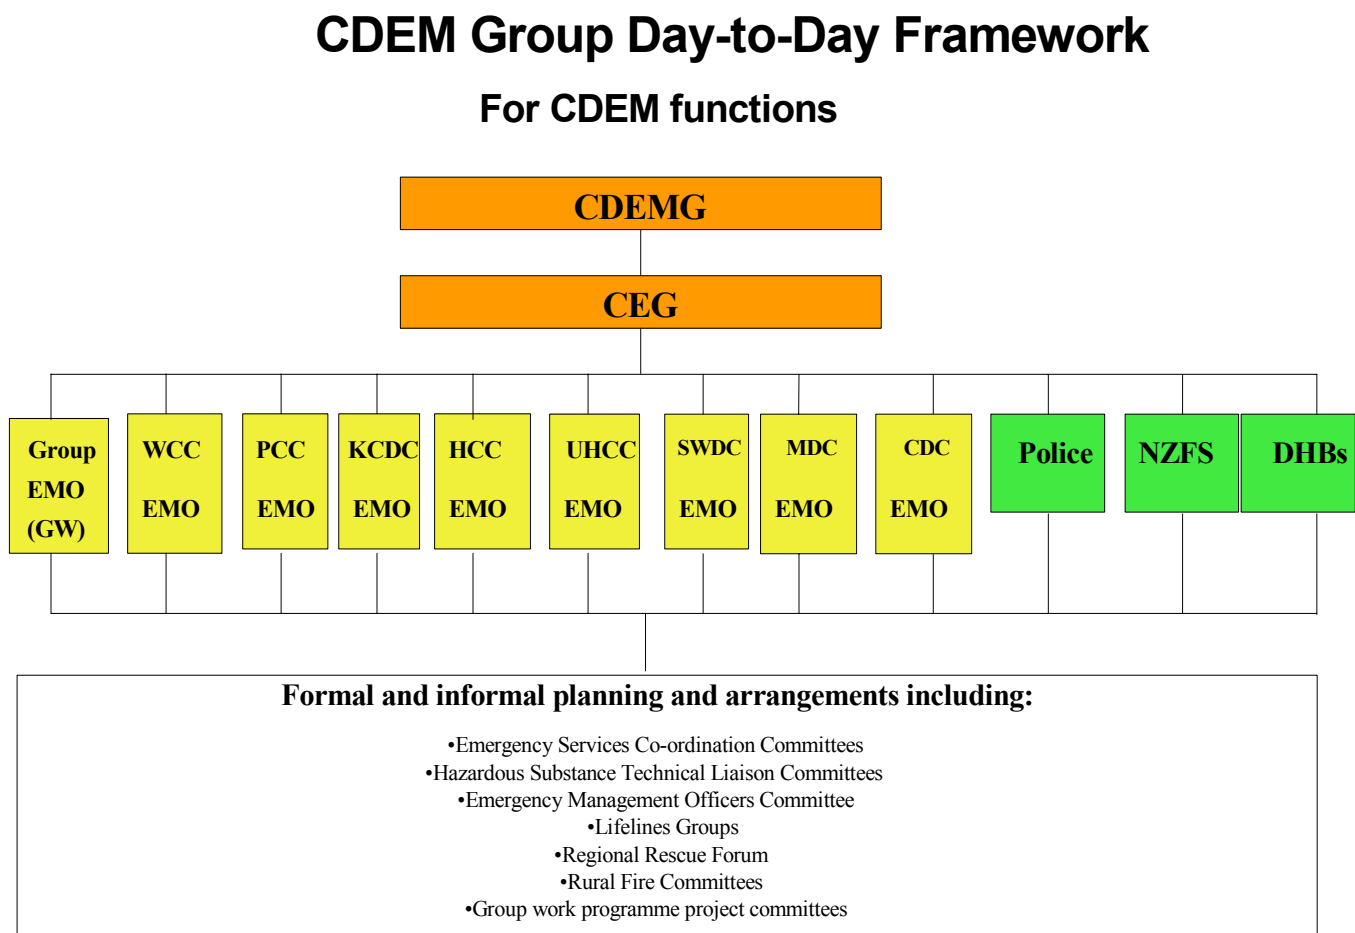 CDEM Group Day-to-Day Framework
For CDEM functions
CDEMG
CEG
Group
EMO
(GW)
WCC
EMO
PCC
EMO
KCDC
EMO
HCC
EMO
UHCC
EMO
SWDC
EMO
MDC
EMO
CDC
EMO
Police
NZFS
DHBs
Formal and informal planning and arrangements including:
•Emergency Services Co-ordination Committees
•Hazardous Substance Technical Liaison Committees
•Emergency Management Officers Committee
•Lifelines Groups
•Regional Rescue Forum
•Rural Fire Committees
•Group work programme project committees